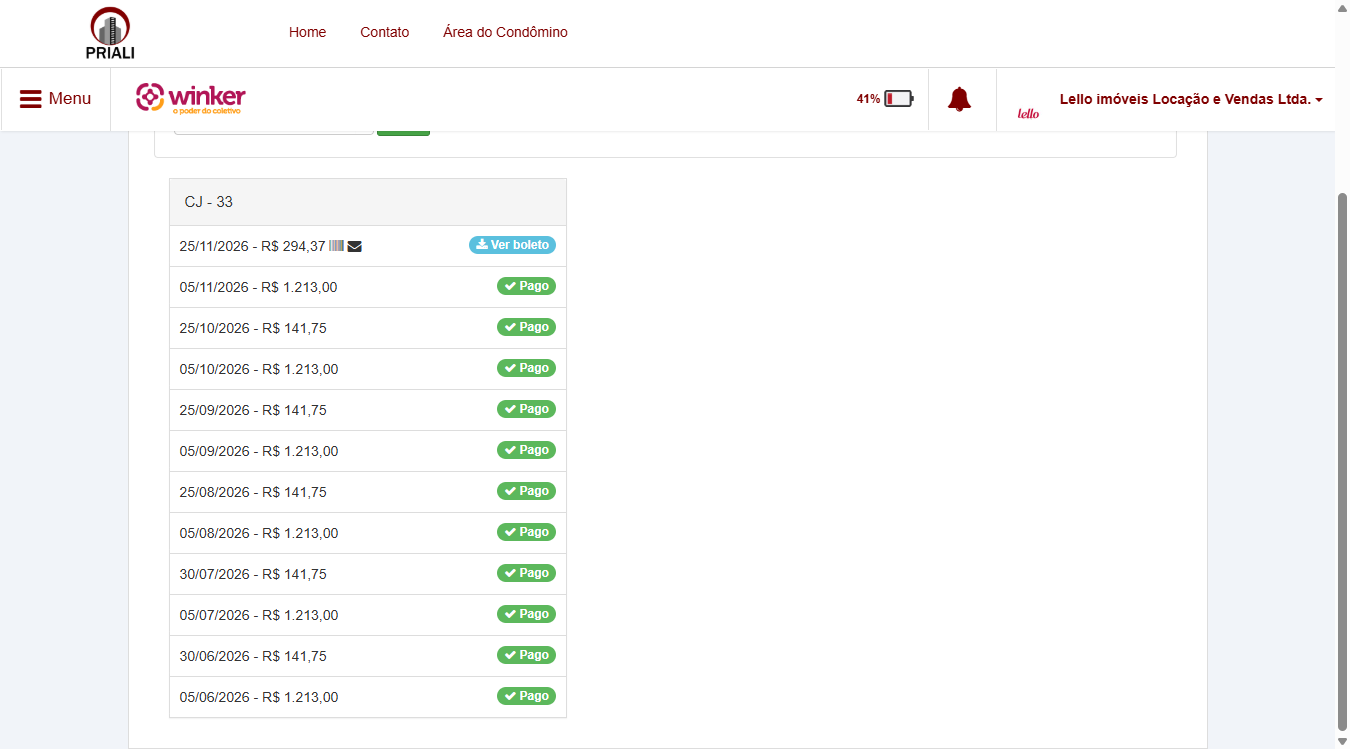 PRIALI
Home Contato Área do Condômino
Menu
winker
o poder do coletivo
41%
lello
Lello imóveis Locação e Vendas Ltda.
CJ - 33
25/11/2026 - R$ 294,37 Ver boleto
05/11/2026 - R$ 1.213,00 Pago
25/10/2026 - R$ 141,75 Pago
05/10/2026 - R$ 1.213,00 Pago
25/09/2026 - R$ 141,75 Pago
05/09/2026 - R$ 1.213,00 Pago
25/08/2026 - R$ 141,75 Pago
05/08/2026 - R$ 1.213,00 Pago
30/07/2026 - R$ 141,75 Pago
05/07/2026 - R$ 1.213,00 Pago
30/06/2026 - R$ 141,75 Pago
05/06/2026 - R$ 1.213,00 Pago